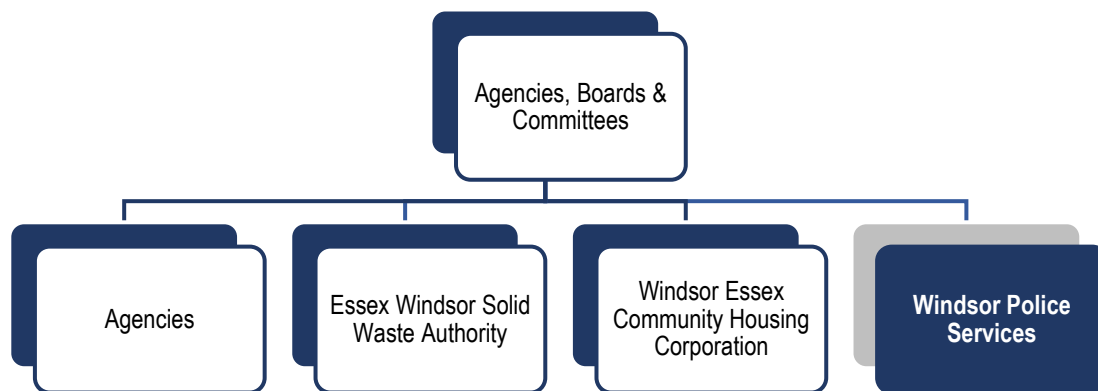 Agencies, Boards &
Committees
Agencies
Essex Windsor Solid
Waste Authority
Windsor Essex
Community Housing
Corporation
Windsor Police
Services